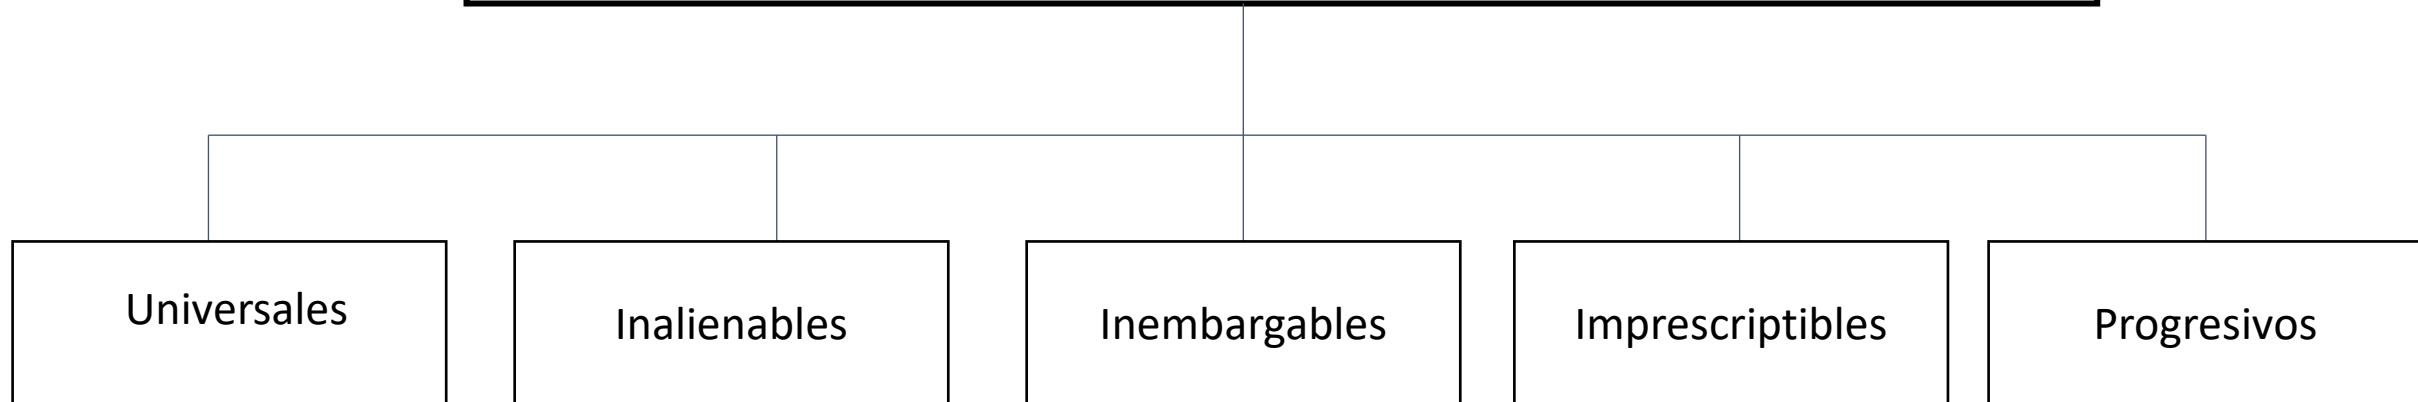 Universales
Inalienables
Inembargables
Imprescriptibles
Progresivos